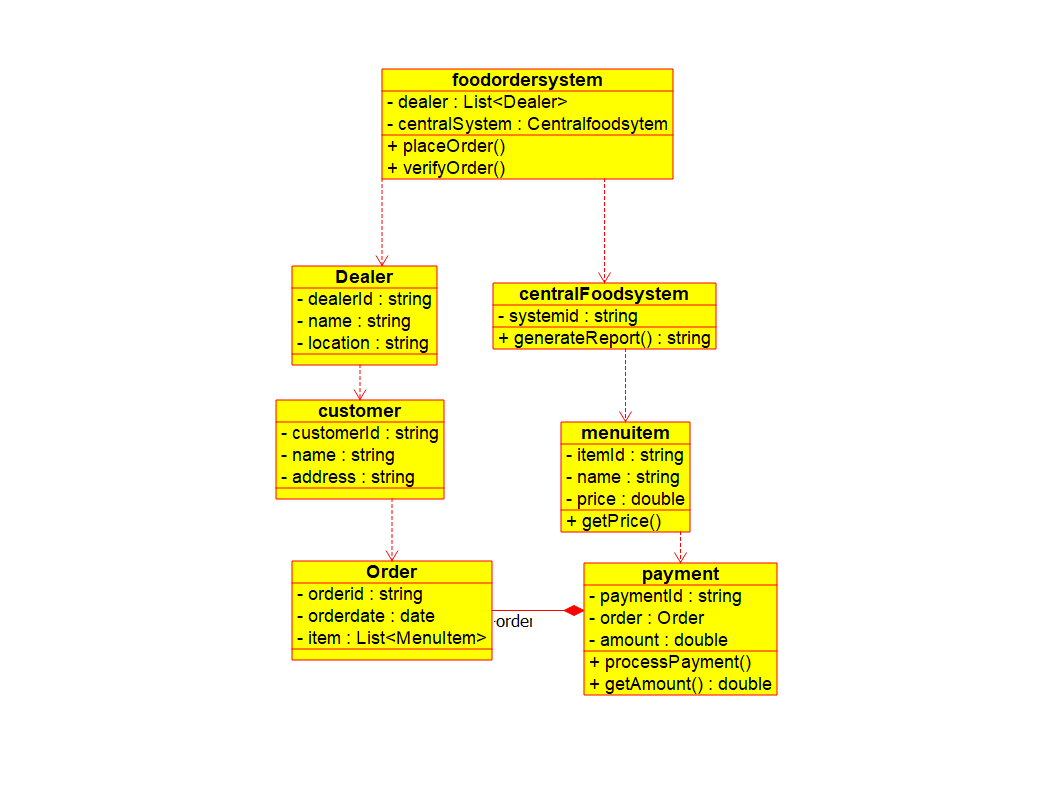 foodordersystem
- dealer : List<Dealer>
- centralSystem : Centralfoodsytem
+ placeOrder()
+ verifyOrder()
Dealer
- dealerId : string
- name : string
- location : string
centralFoodsystem
- systemid : string
+ generateReport() : string
customer
- customerId : string
- name : string
- address : string
menuitem
- itemId : string
- name : string
- price : double
+ getPrice()
Order
- orderid : string
- orderdate : date
- item : List<MenuItem>
-order
payment
- paymentId : string
- order : Order
- amount : double
+ processPayment()
+ getAmount() : double